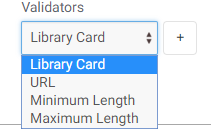 Validators
Library Card +
Library Card
URL
Minimum Length
Maximum Length